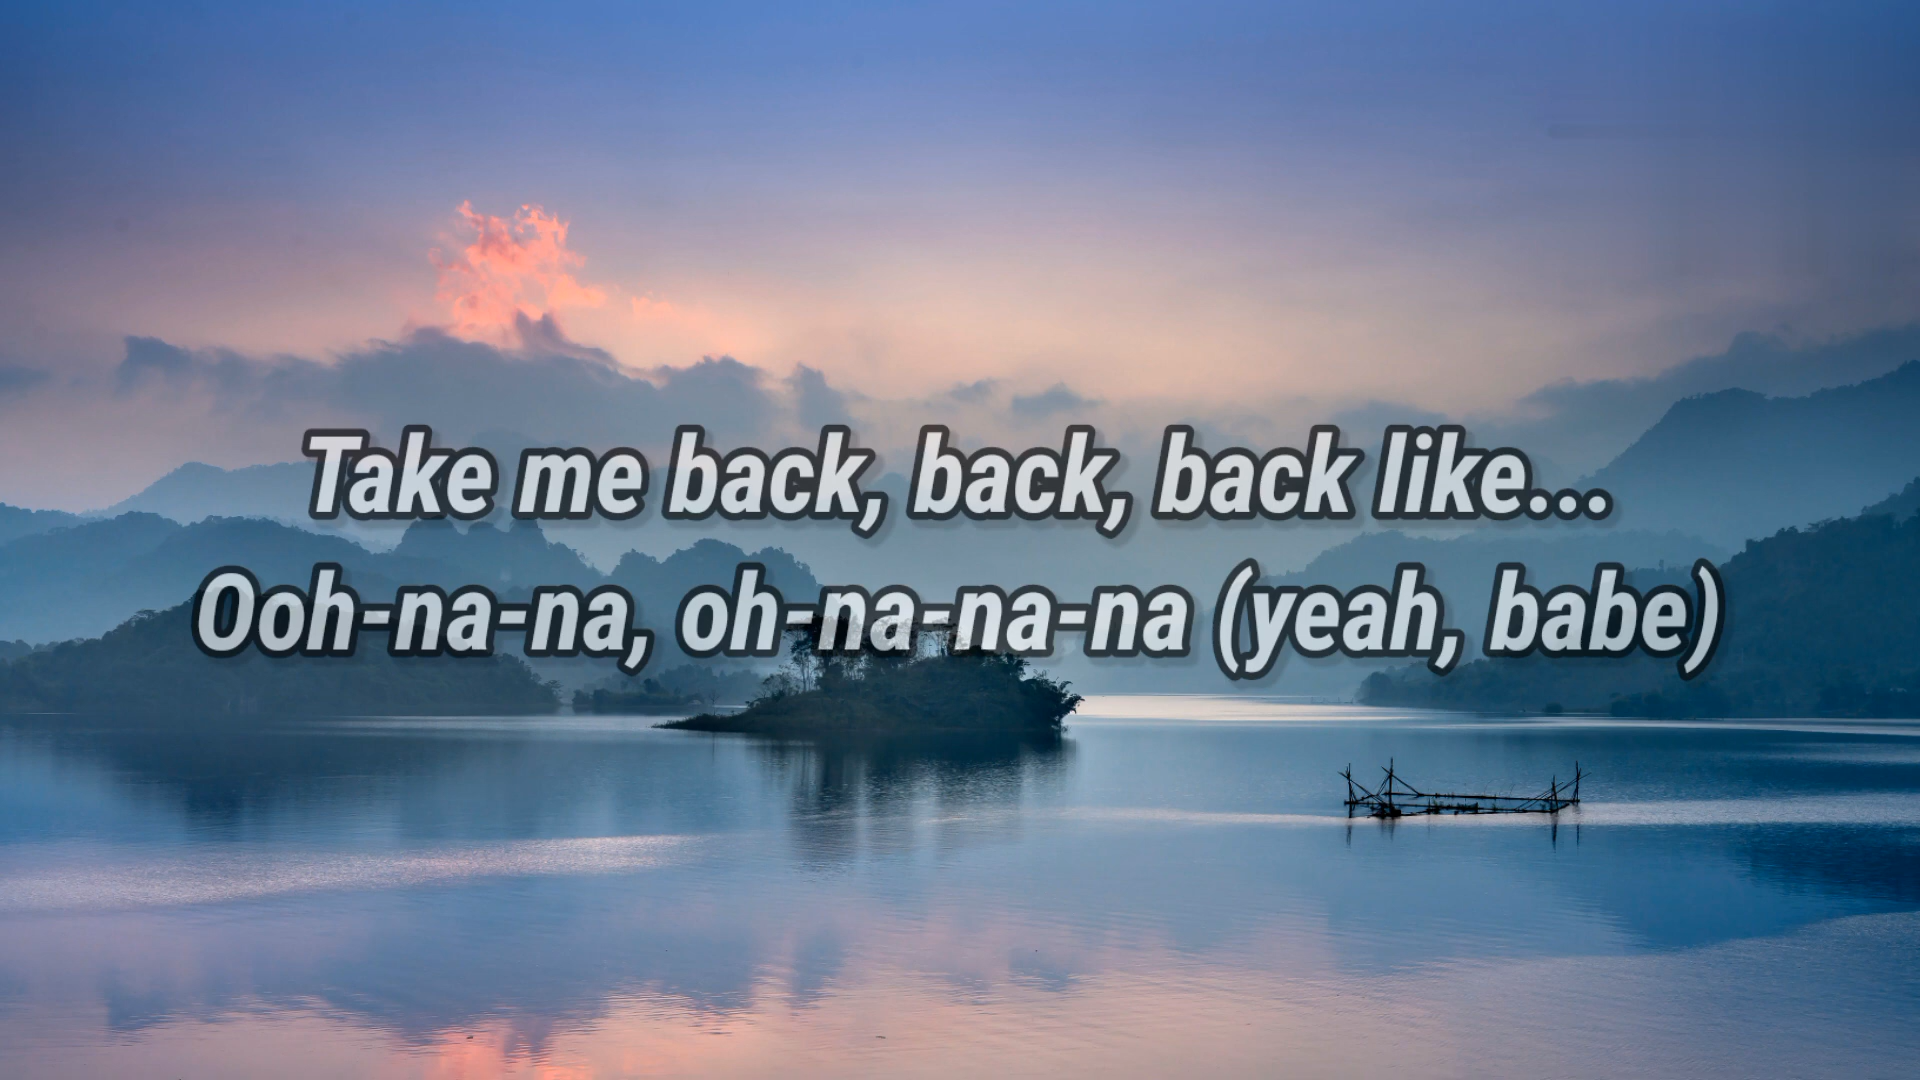 Take me back, back, back like...
Ooh-na-na, oh-na-na-na (yeah, babe)